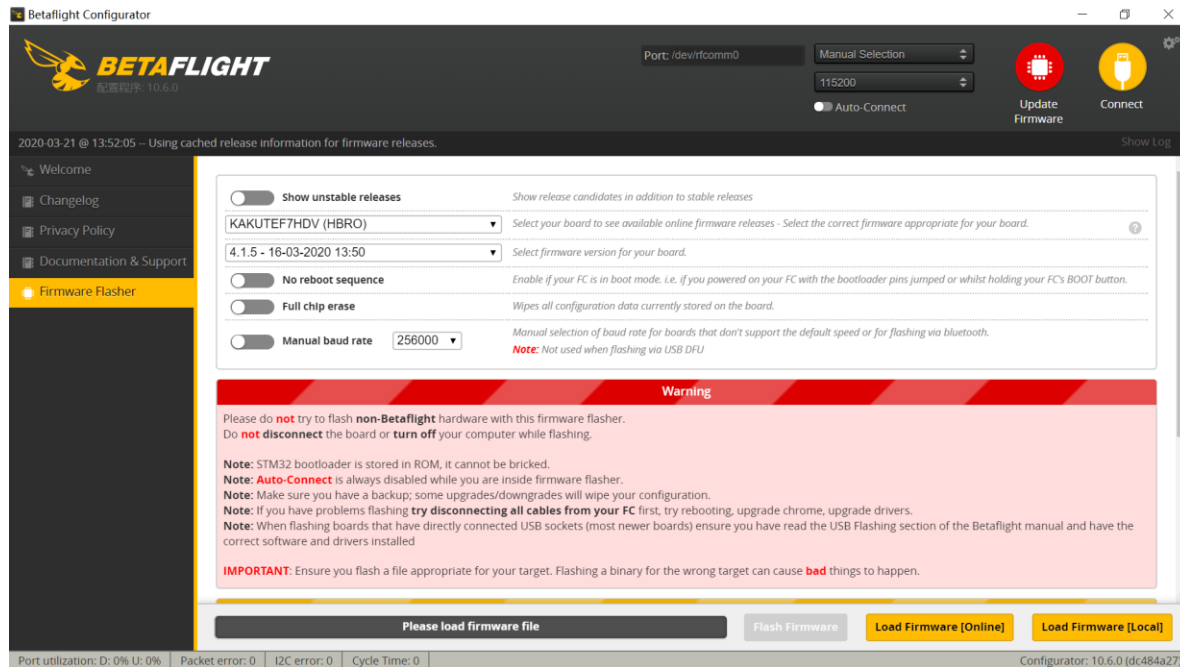 Betaflight Configurator
BETAFLIGHT
配置程序: 10.6.0
Port: /dev/rfcomm0
Manual Selection
115200
Auto-Connect
Update
Firmware
Connect
2020-03-21 @ 13:52:05 -- Using cached release information for firmware releases.
Show Log
Welcome
Changelog
Privacy Policy
Documentation & Support
Firmware Flasher
Show unstable releases
Show release candidates in addition to stable releases
KAKUTEF7HDV (HBRO)
Select your board to see available online firmware releases - Select the correct firmware appropriate for your board.
4.1.5 - 16-03-2020 13:50
Select firmware version for your board.
No reboot sequence
Enable if your FC is in boot mode. i.e. if you powered on your FC with the bootloader pins jumped or whilst holding your FC's BOOT button.
Full chip erase
Wipes all configuration data currently stored on the board.
Manual baud rate
256000
Manual selection of baud rate for boards that don't support the default speed or for flashing via bluetooth.
Note: Not used when flashing via USB DFU
Warning
Please do not try to flash non-Betaflight hardware with this firmware flasher.
Do not disconnect the board or turn off your computer while flashing.
Note: STM32 bootloader is stored in ROM, it cannot be bricked.
Note: Auto-Connect is always disabled while you are inside firmware flasher.
Note: Make sure you have a backup; some upgrades/downgrades will wipe your configuration.
Note: If you have problems flashing try disconnecting all cables from your FC first, try rebooting, upgrade chrome, upgrade drivers.
Note: When flashing boards that have directly connected USB sockets (most newer boards) ensure you have read the USB Flashing section of the Betaflight manual and have the
correct software and drivers installed
IMPORTANT: Ensure you flash a file appropriate for your target. Flashing a binary for the wrong target can cause bad things to happen.
Please load firmware file
Flash Firmware
Load Firmware [Online]
Load Firmware [Local]
Port utilization: D: 0% U: 0%
Packet error: 0
I2C error: 0
Cycle Time: 0
Configurator: 10.6.0 (dc484a27